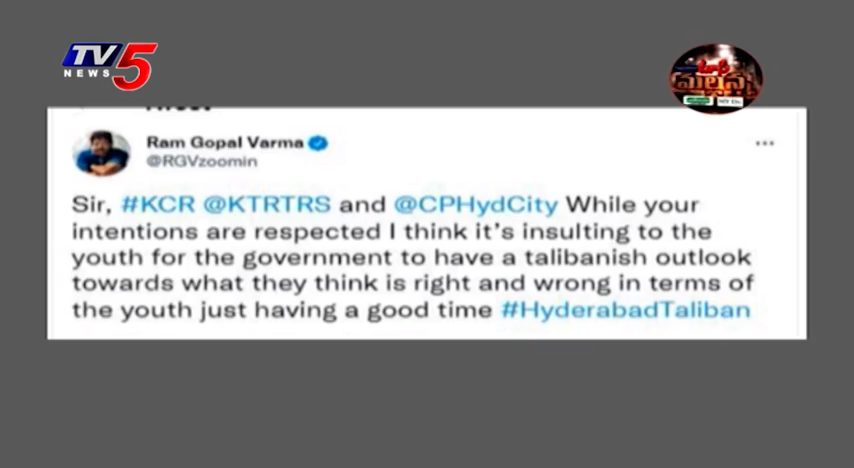 TV5
NEWS
మల్లన్న
Ram Gopal Varma
@RGVzoomin
Sir, #KCR @KTRTRS and @CPHydCity While your
intentions are respected I think it's insulting to the
youth for the government to have a talibanish outlook
towards what they think is right and wrong in terms of
the youth just having a good time #HyderabadTaliban